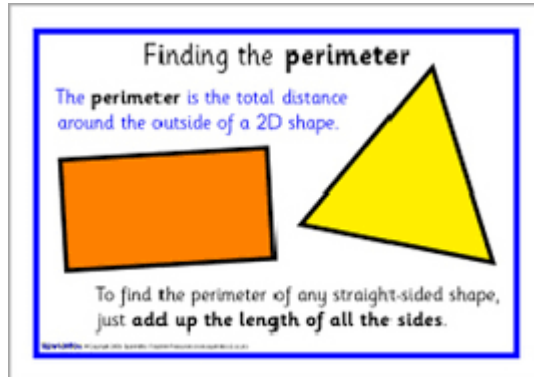 Finding the perimeter
The perimeter is the total distance
around the outside of a 2D shape.
To find the perimeter of any straight-sided shape,
just add up the length of all the sides.